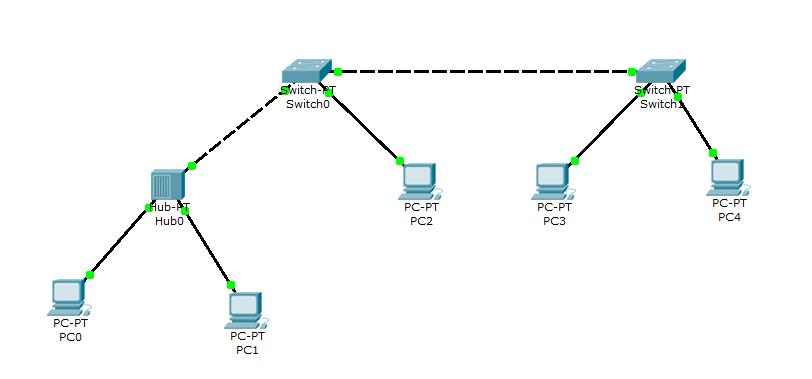 Switch-PT
Switch0
Switch-PT
Switch1
Hub-PT
Hub0
PC-PT
PC2
PC-PT
PC3
PC-PT
PC4
PC-PT
PC0
PC-PT
PC1